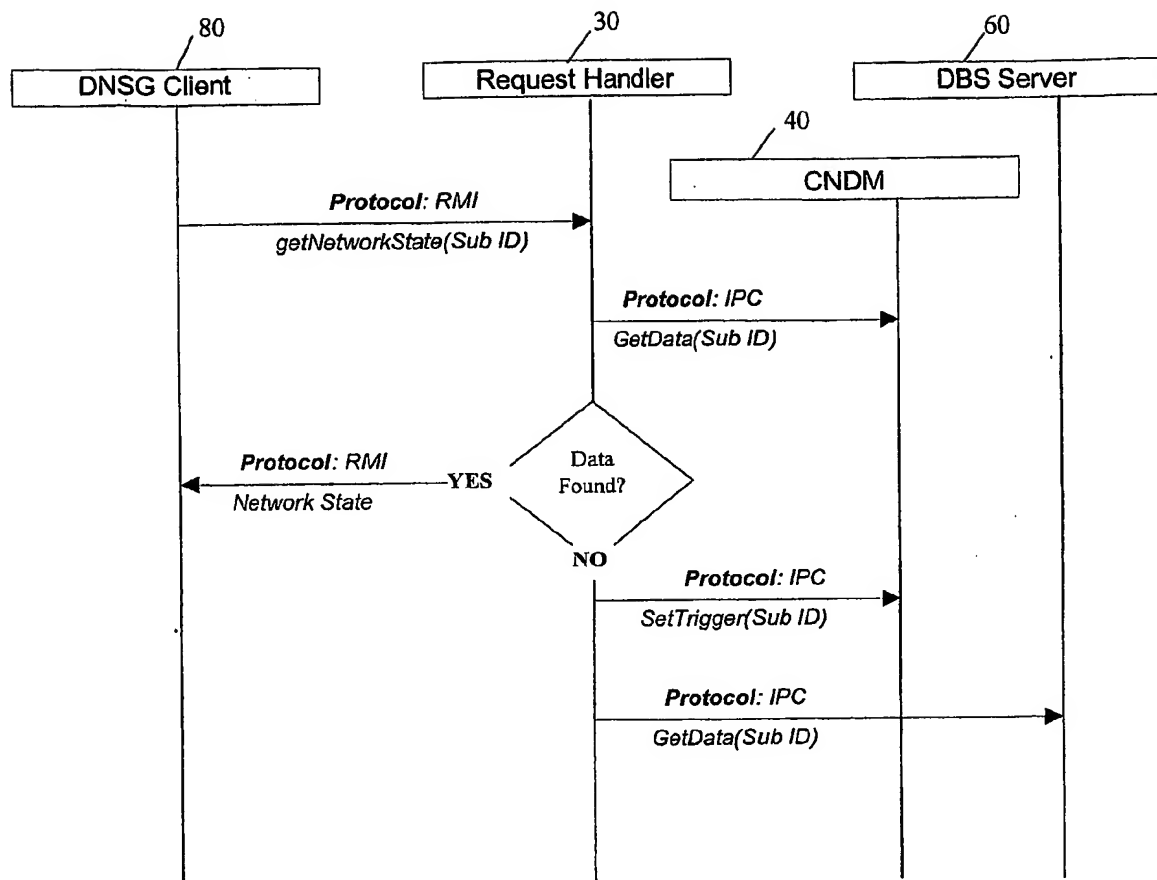 80
30
60
DNSG Client
Request Handler
DBS Server
40
CNDM
Protocol: RMI
getNetworkState(Sub ID)
Protocol: IPC
GetData(Sub ID)
Data
Found?
Protocol: RMI
YES
Network State
NO
Protocol: IPC
SetTrigger(Sub ID)
Protocol: IPC
GetData(Sub ID)